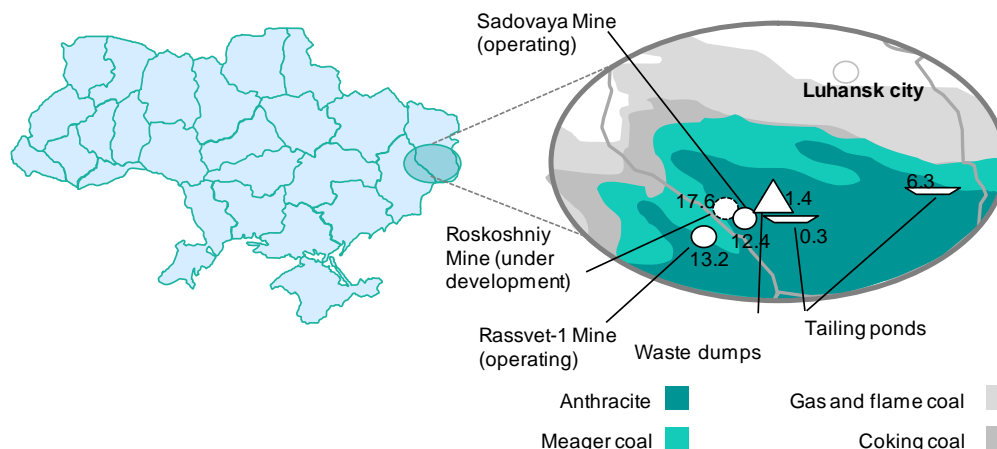 Sadovaya Mine
(operating)
Luhansk city
6.3
17.6
1.4
12.4
0.3
13.2
Roskoshniy
Mine (under
development)
Rassvet-1 Mine
(operating)
Waste dumps
Tailing ponds
Anthracite
Gas and flame coal
Meager coal
Coking coal